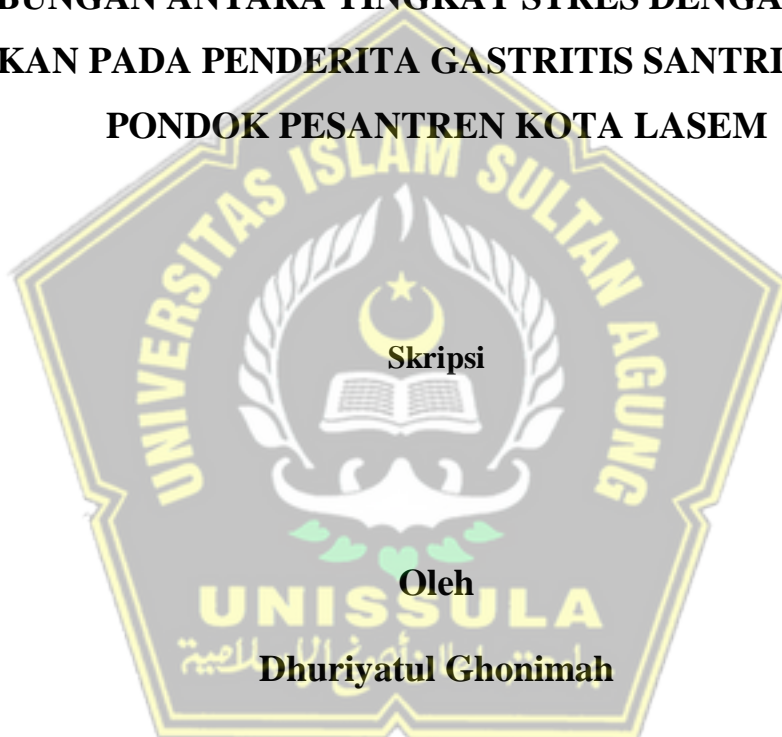 BUNGAN ANTARA TINGKAT STRES DENGA
KAN PADA PENDERITA GASTRITIS SANTRI
PONDOK PESANTREN KOTA LASEM
UNIVERSITAS ISLAM SULTAN AGUNG
Skripsi
Oleh
UNISSULA
Dhuriyatul Ghonimah